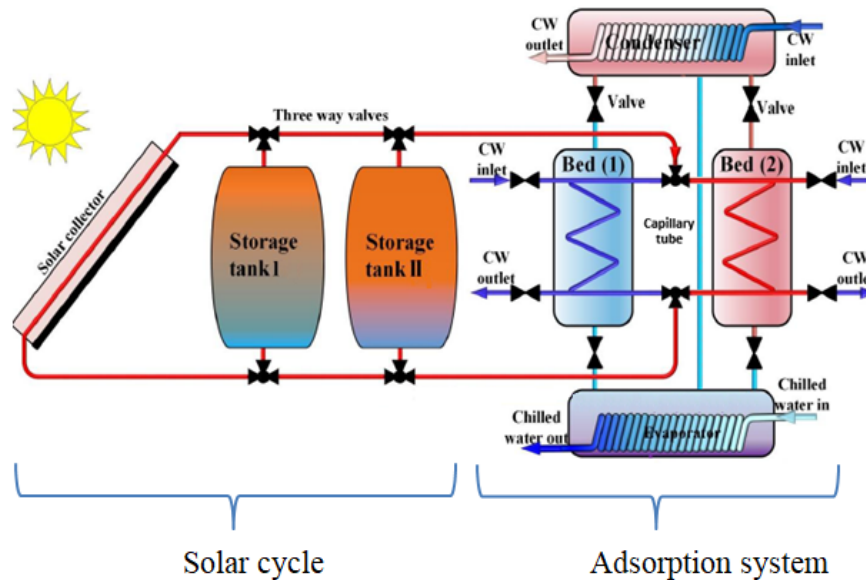 CW
outlet
Condenser
CW
inlet
Valve
Valve
Three way valves
CW
inlet
Bed (1)
Bed (2)
CW
inlet
Solar collector
Storage
tank I
Storage
tank II
Capillary
tube
CW
outlet
CW
outlet
Chilled
water in
Chilled
water out
Evaporator
Solar cycle
Adsorption system